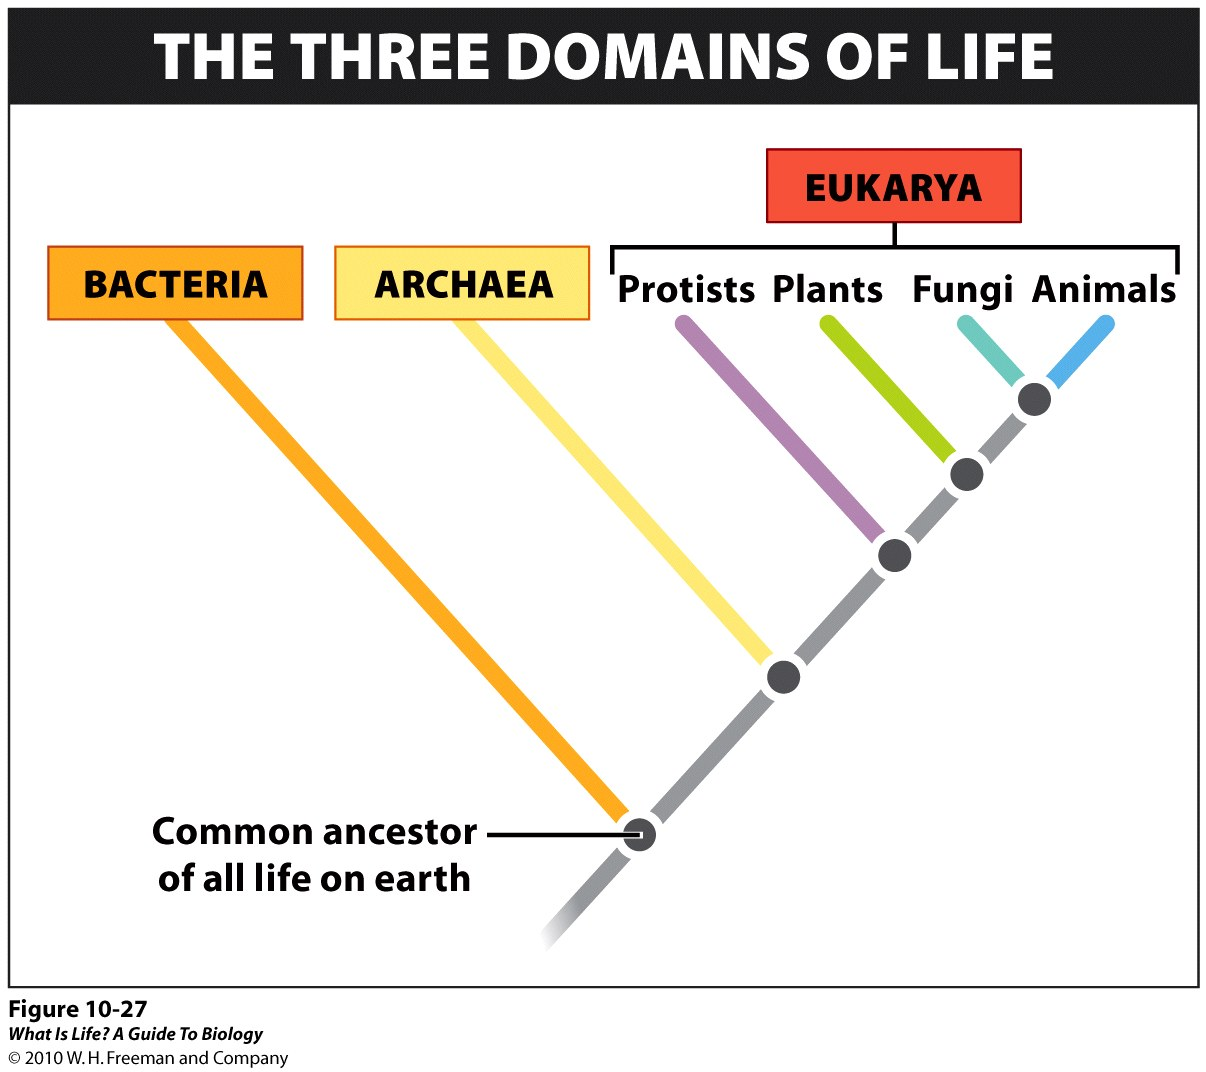 THE THREE DOMAINS OF LIFE
EUKARYA
BACTERIA
ARCHAEA
Protists Plants Fungi Animals
Common ancestor
of all life on earth
Figure 10-27
What Is Life? A Guide To Biology
© 2010 W. H. Freeman and Company